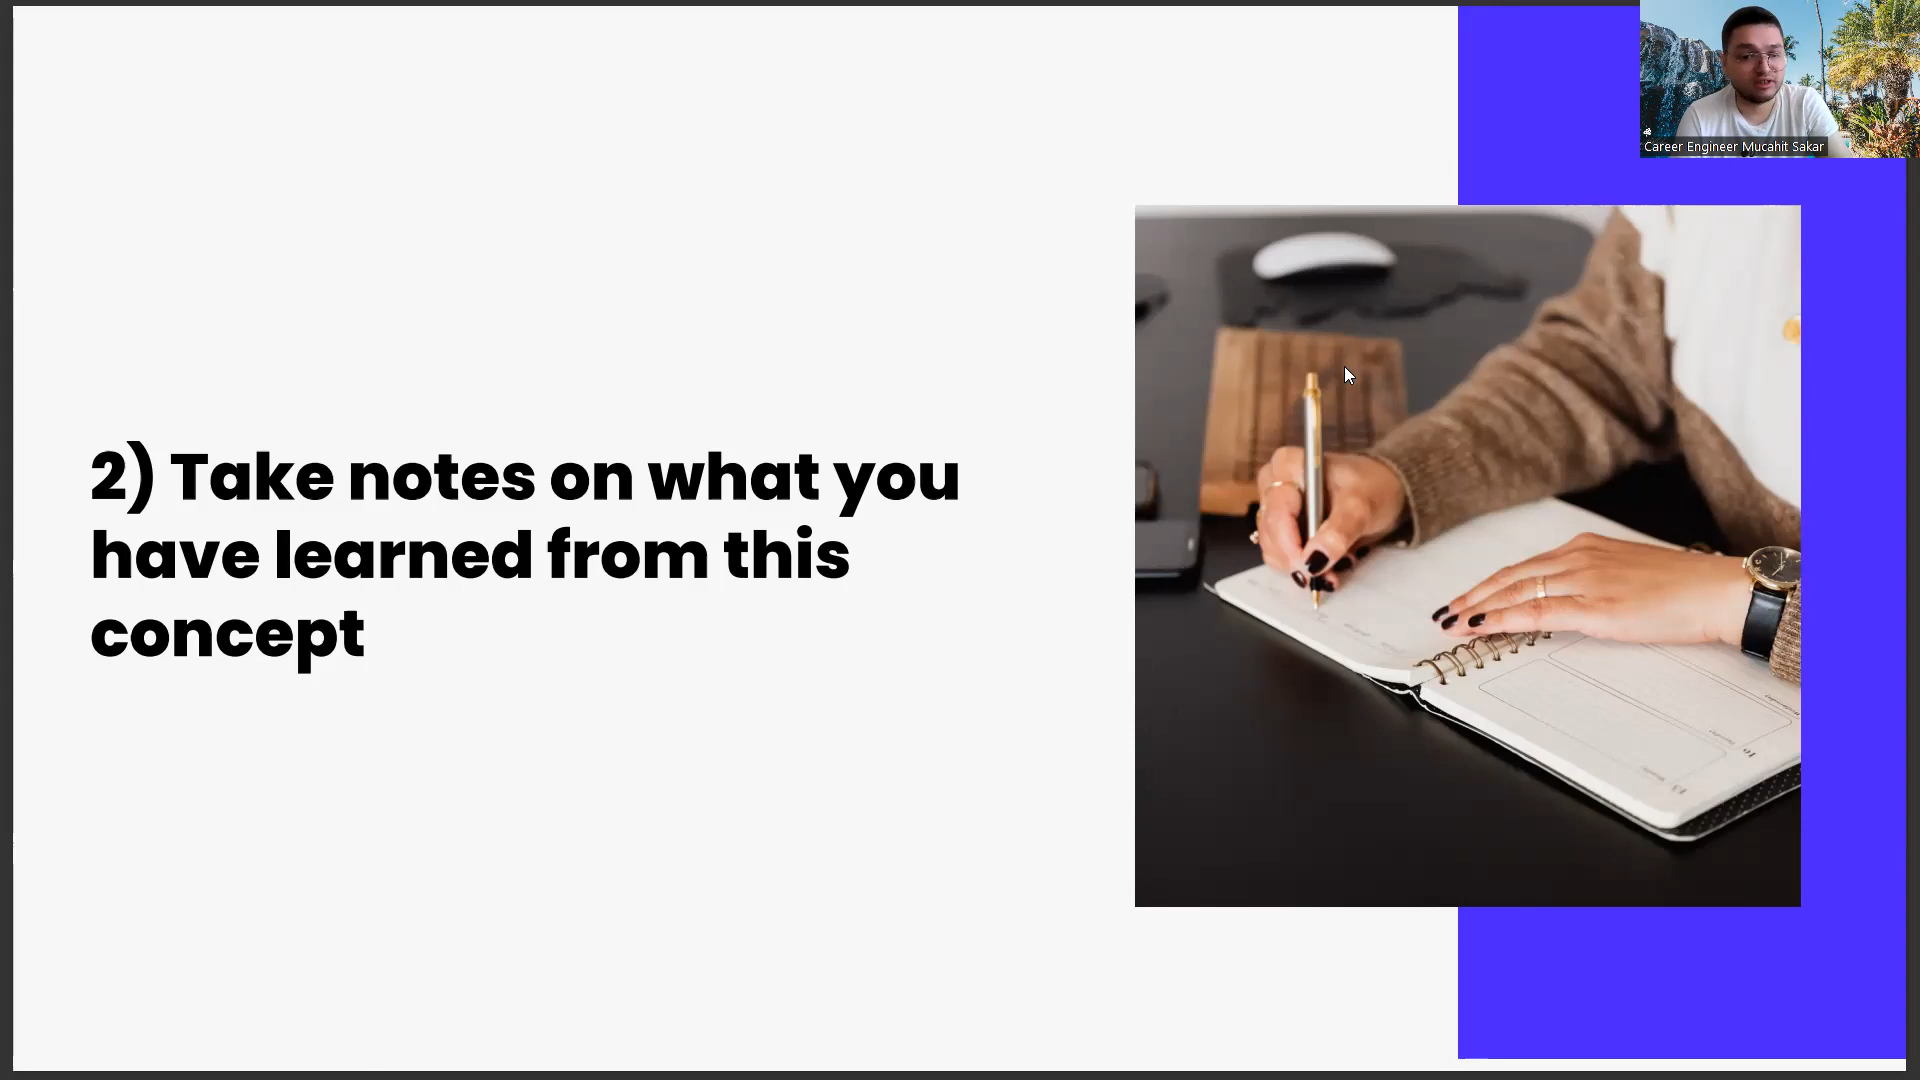 Career Engineer Mucahit Sakar
2) Take notes on what you
have learned from this
concept